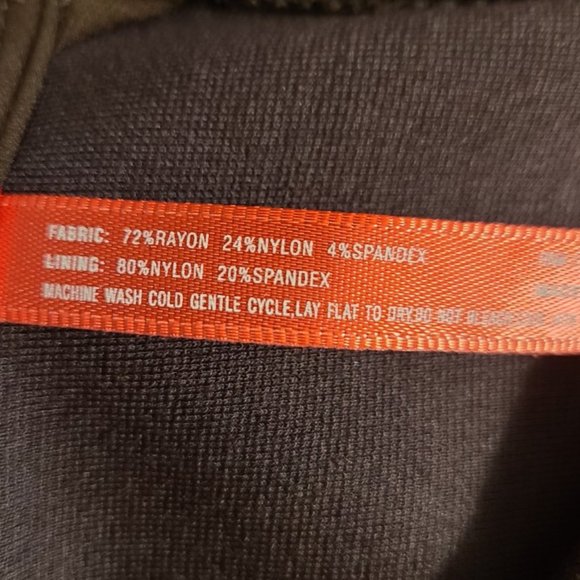 FABRIC: 72%RAYON 24%NYLON 4%SPANDEX
LINING: 80%NYLON 20%SPANDEX
MACHINE WASH COLD GENTLE CYCLE,LAY FLAT TO DRY.DO NOT BLEACH